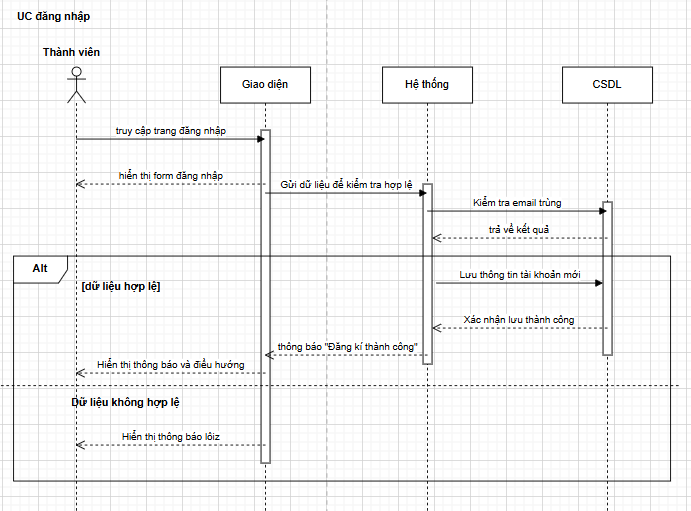 UC đăng nhập
Thành viên
Giao diện
Hệ thống
CSDL
truy cập trang đăng nhập
hiển thị form đăng nhập
Gửi dữ liệu để kiểm tra hợp lệ
Kiểm tra email trùng
trả về kết quả
Alt
[dữ liệu hợp lệ]
Lưu thông tin tài khoản mới
Xác nhận lưu thành công
thông báo "Đăng kí thành công"
Hiển thị thông báo và điều hướng
Dữ liệu không hợp lệ
Hiển thị thông báo lôiz